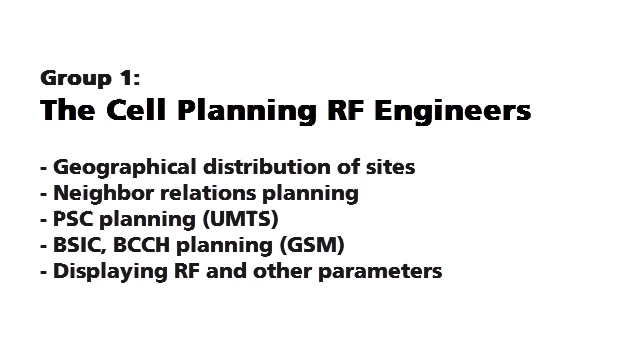 Group 1:
The Cell Planning RF Engineers
- Geographical distribution of sites
- Neighbor relations planning
- PSC planning (UMTS)
- BSIC, BCCH planning (GSM)
- Displaying RF and other parameters